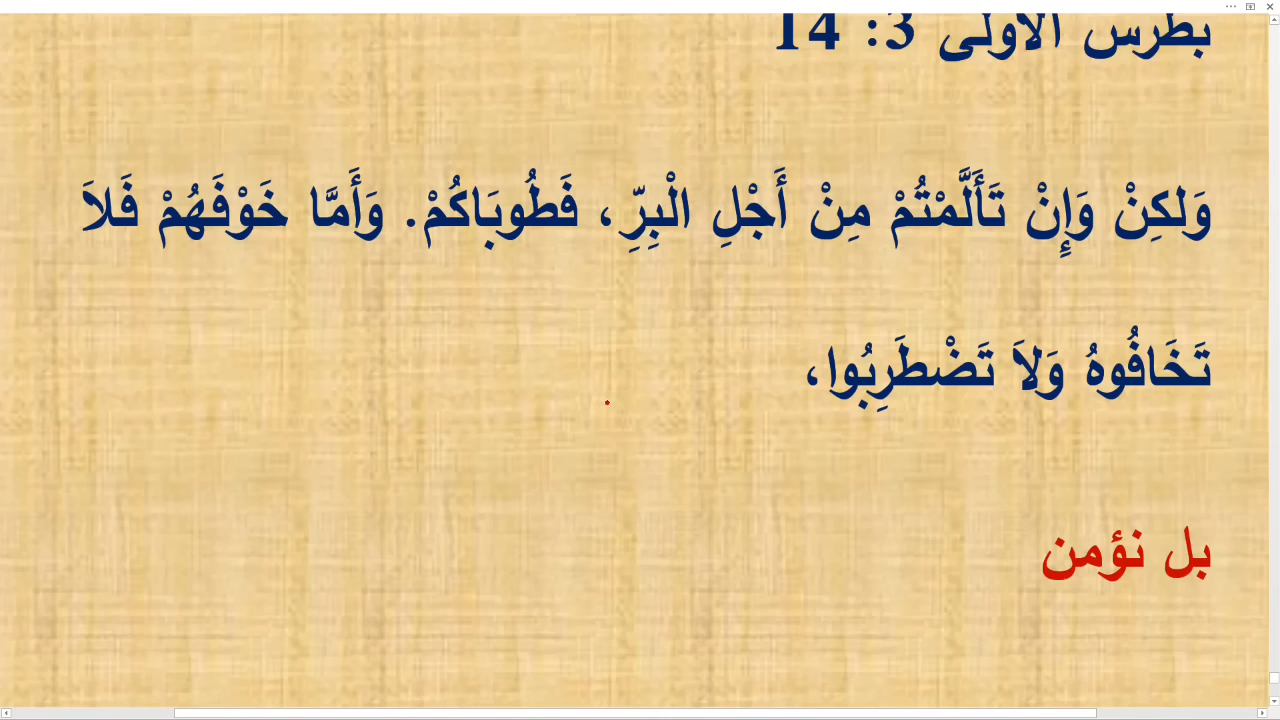 بطرس الأولى 3: 14
وَلكِنْ وَإِنْ تَأَلَّمْتُمْ مِنْ أَجْلِ الْبِرِّ، فَطُوبَاكُمْ. وَأَمَّا خَوْفَهُمْ فَلاَ
تَخَافُوهُ وَلاَ تَضْطَرِبُوا،
بل نؤمن